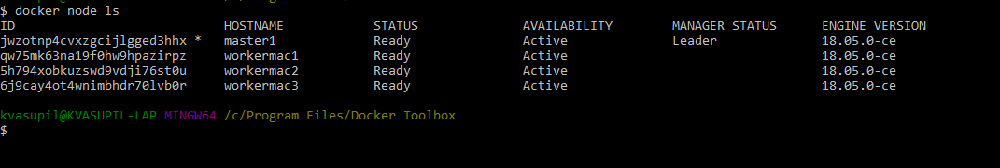 $ docker node ls
ID HOSTNAME STATUS AVAILABILITY MANAGER STATUS ENGINE VERSION
jwzotnp4cvxzgcijlgged3hhx * master1 Ready Active Leader 18.05.0-ce
qw75mk63na19f0hw9hpazirpz workermac1 Ready Active 18.05.0-ce
5h794xobkuzswd9vdji76st0u workermac2 Ready Active 18.05.0-ce
6j9cay4ot4wnimbhdr70lvb0r workermac3 Ready Active 18.05.0-ce
kvasupil@KVASUPIL-LAP MINGW64 /c/Program Files/Docker Toolbox
$